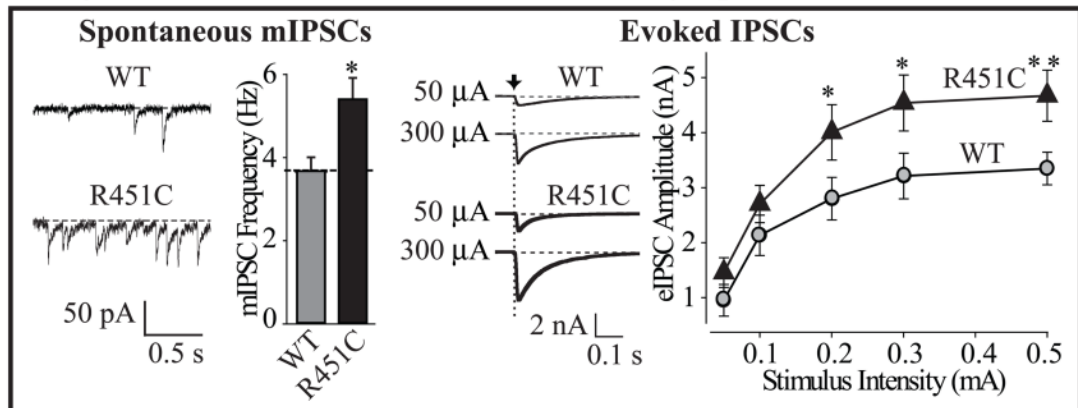 Spontaneous mIPSCs
WT
R451C
50 pA
0.5 s
mIPSC Frequency (Hz)
6
4
2
0
*
WT
R451C
Evoked IPSCs
WT
50 µA
300 µA
R451C
50 µA
300 µA
2 nA
0.1 s
eIPSC Amplitude (nA)
5
4
3
2
1
* * **
R451C
WT
0.1 0.2 0.3 0.4 0.5
Stimulus Intensity (mA)